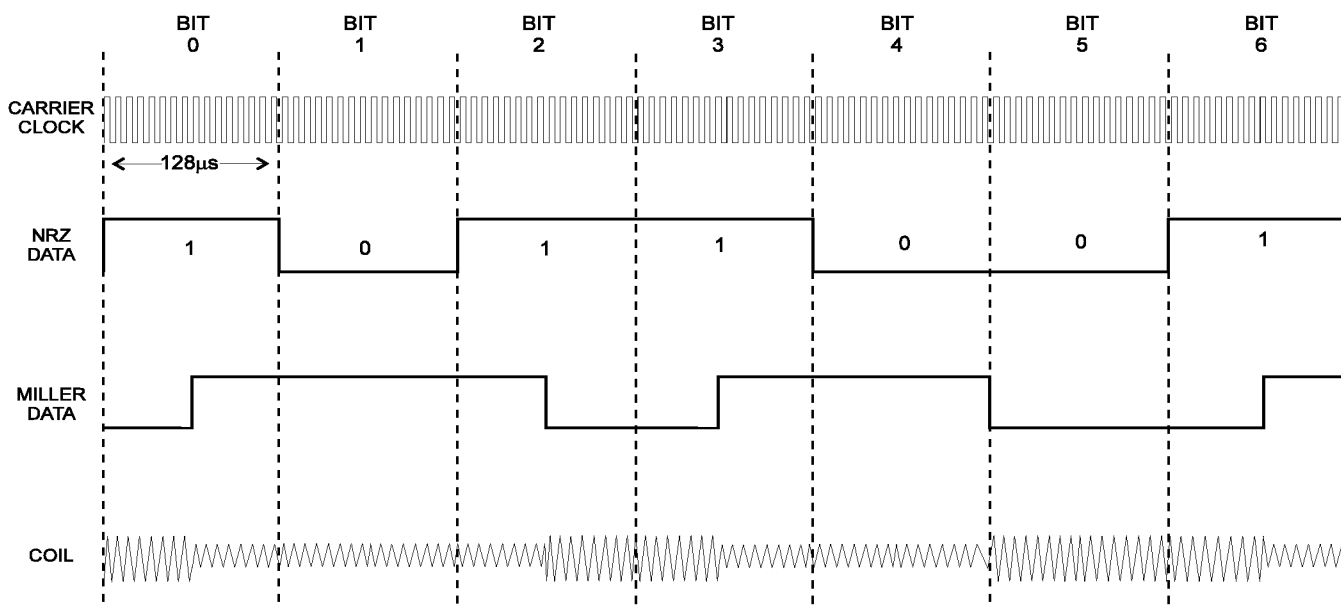 BIT 0
BIT 1
BIT 2
BIT 3
BIT 4
BIT 5
BIT 6
CARRIER
CLOCK
128µs
NRZ
DATA
1 0 1 1 0 0 1
MILLER
DATA
COIL